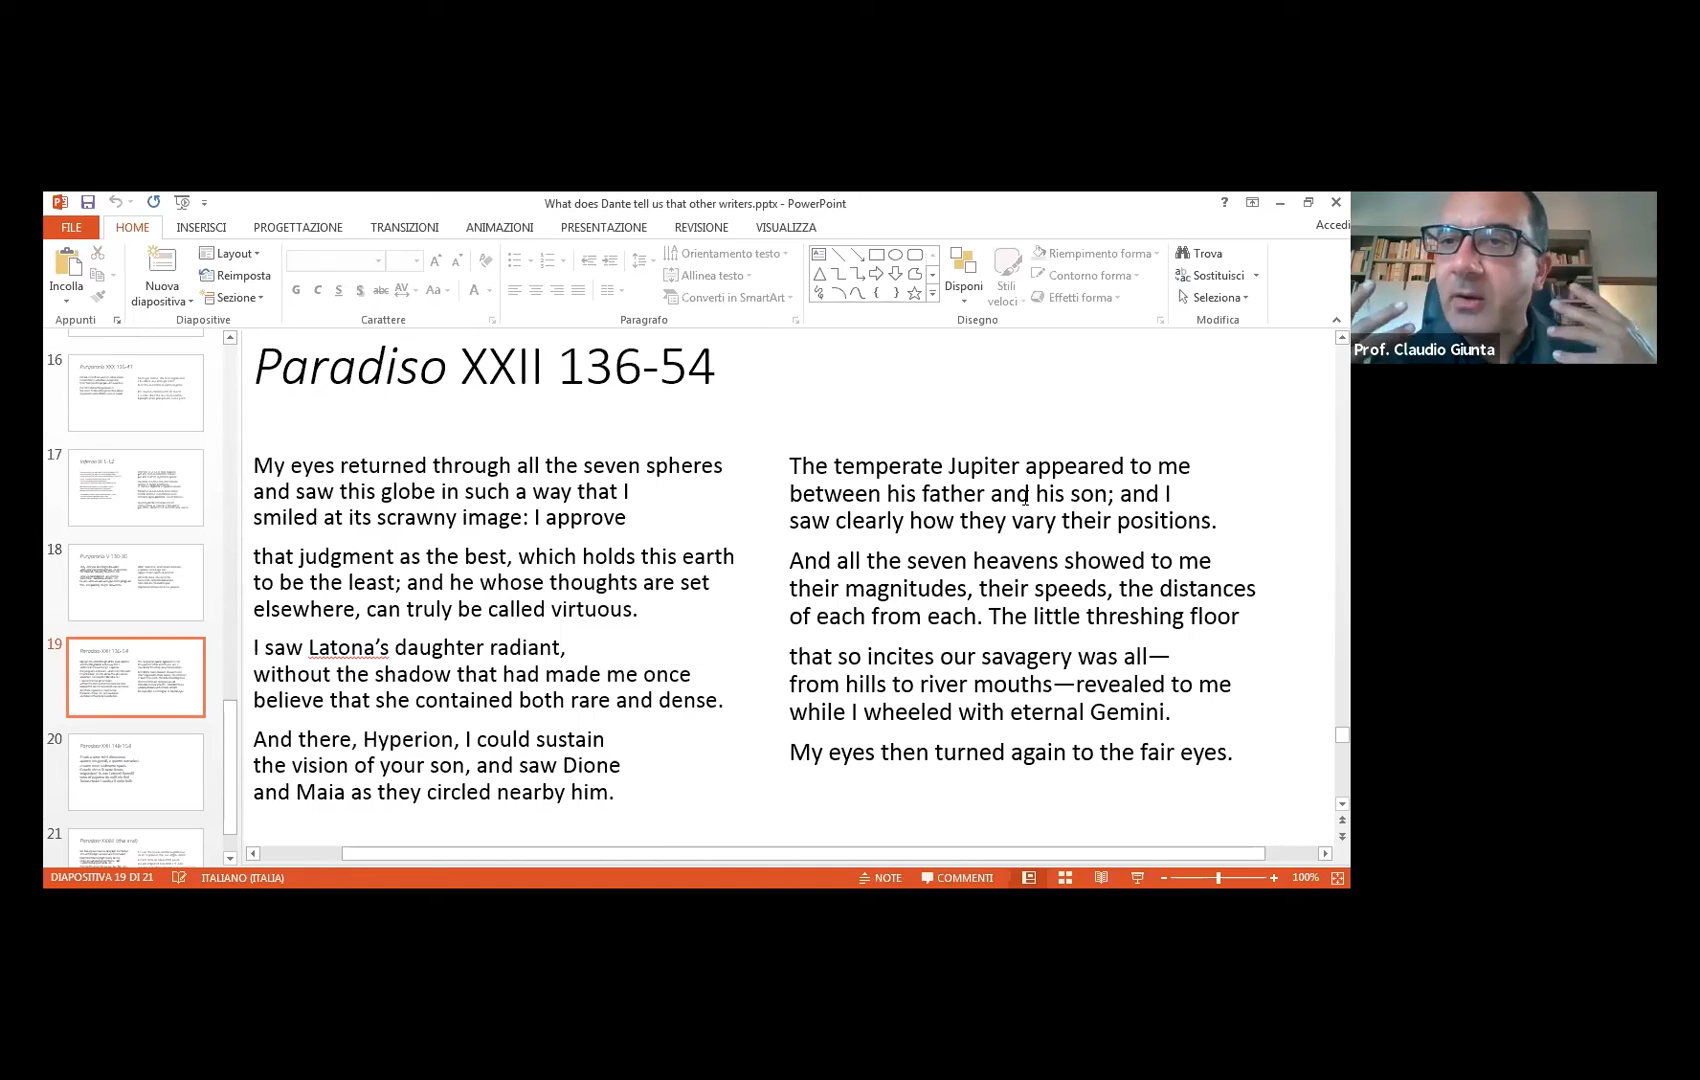 What does Dante tell us that other writers.pptx - PowerPoint
?
FILE HOME INSERISCI PROGETTAZIONE TRANSIZIONI ANIMAZIONI PRESENTAZIONE REVISIONE VISUALIZZA Accedi
Incolla
Appunti
Nuova
diapositiva
Layout
Reimposta
Sezione
Diapositive
G C S S abc AV Aa A
Carattere
Orientamento testo
Allinea testo
Converti in SmartArt
Paragrafo
Disponi
Stili
veloci
Riempimento forma
Contorno forma
Effetti forma
Disegno
Trova
Sostituisci
Seleziona
Modifica
Prof. Claudio Giunta
16
17
18
19
20
21
Paradiso XXII 136-54
My eyes returned through all the seven spheres
and saw this globe in such a way that I
smiled at its scrawny image: I approve
that judgment as the best, which holds this earth
to be the least; and he whose thoughts are set
elsewhere, can truly be called virtuous.
I saw Latona’s daughter radiant,
without the shadow that had made me once
believe that she contained both rare and dense.
And there, Hyperion, I could sustain
the vision of your son, and saw Dione
and Maia as they circled nearby him.
The temperate Jupiter appeared to me
between his father and his son; and I
saw clearly how they vary their positions.
And all the seven heavens showed to me
their magnitudes, their speeds, the distances
of each from each. The little threshing floor
that so incites our savagery was all—
from hills to river mouths—revealed to me
while I wheeled with eternal Gemini.
My eyes then turned again to the fair eyes.
DIAPOSITIVA 19 DI 21 ITALIANO (ITALIA) NOTE COMMENTI 100%